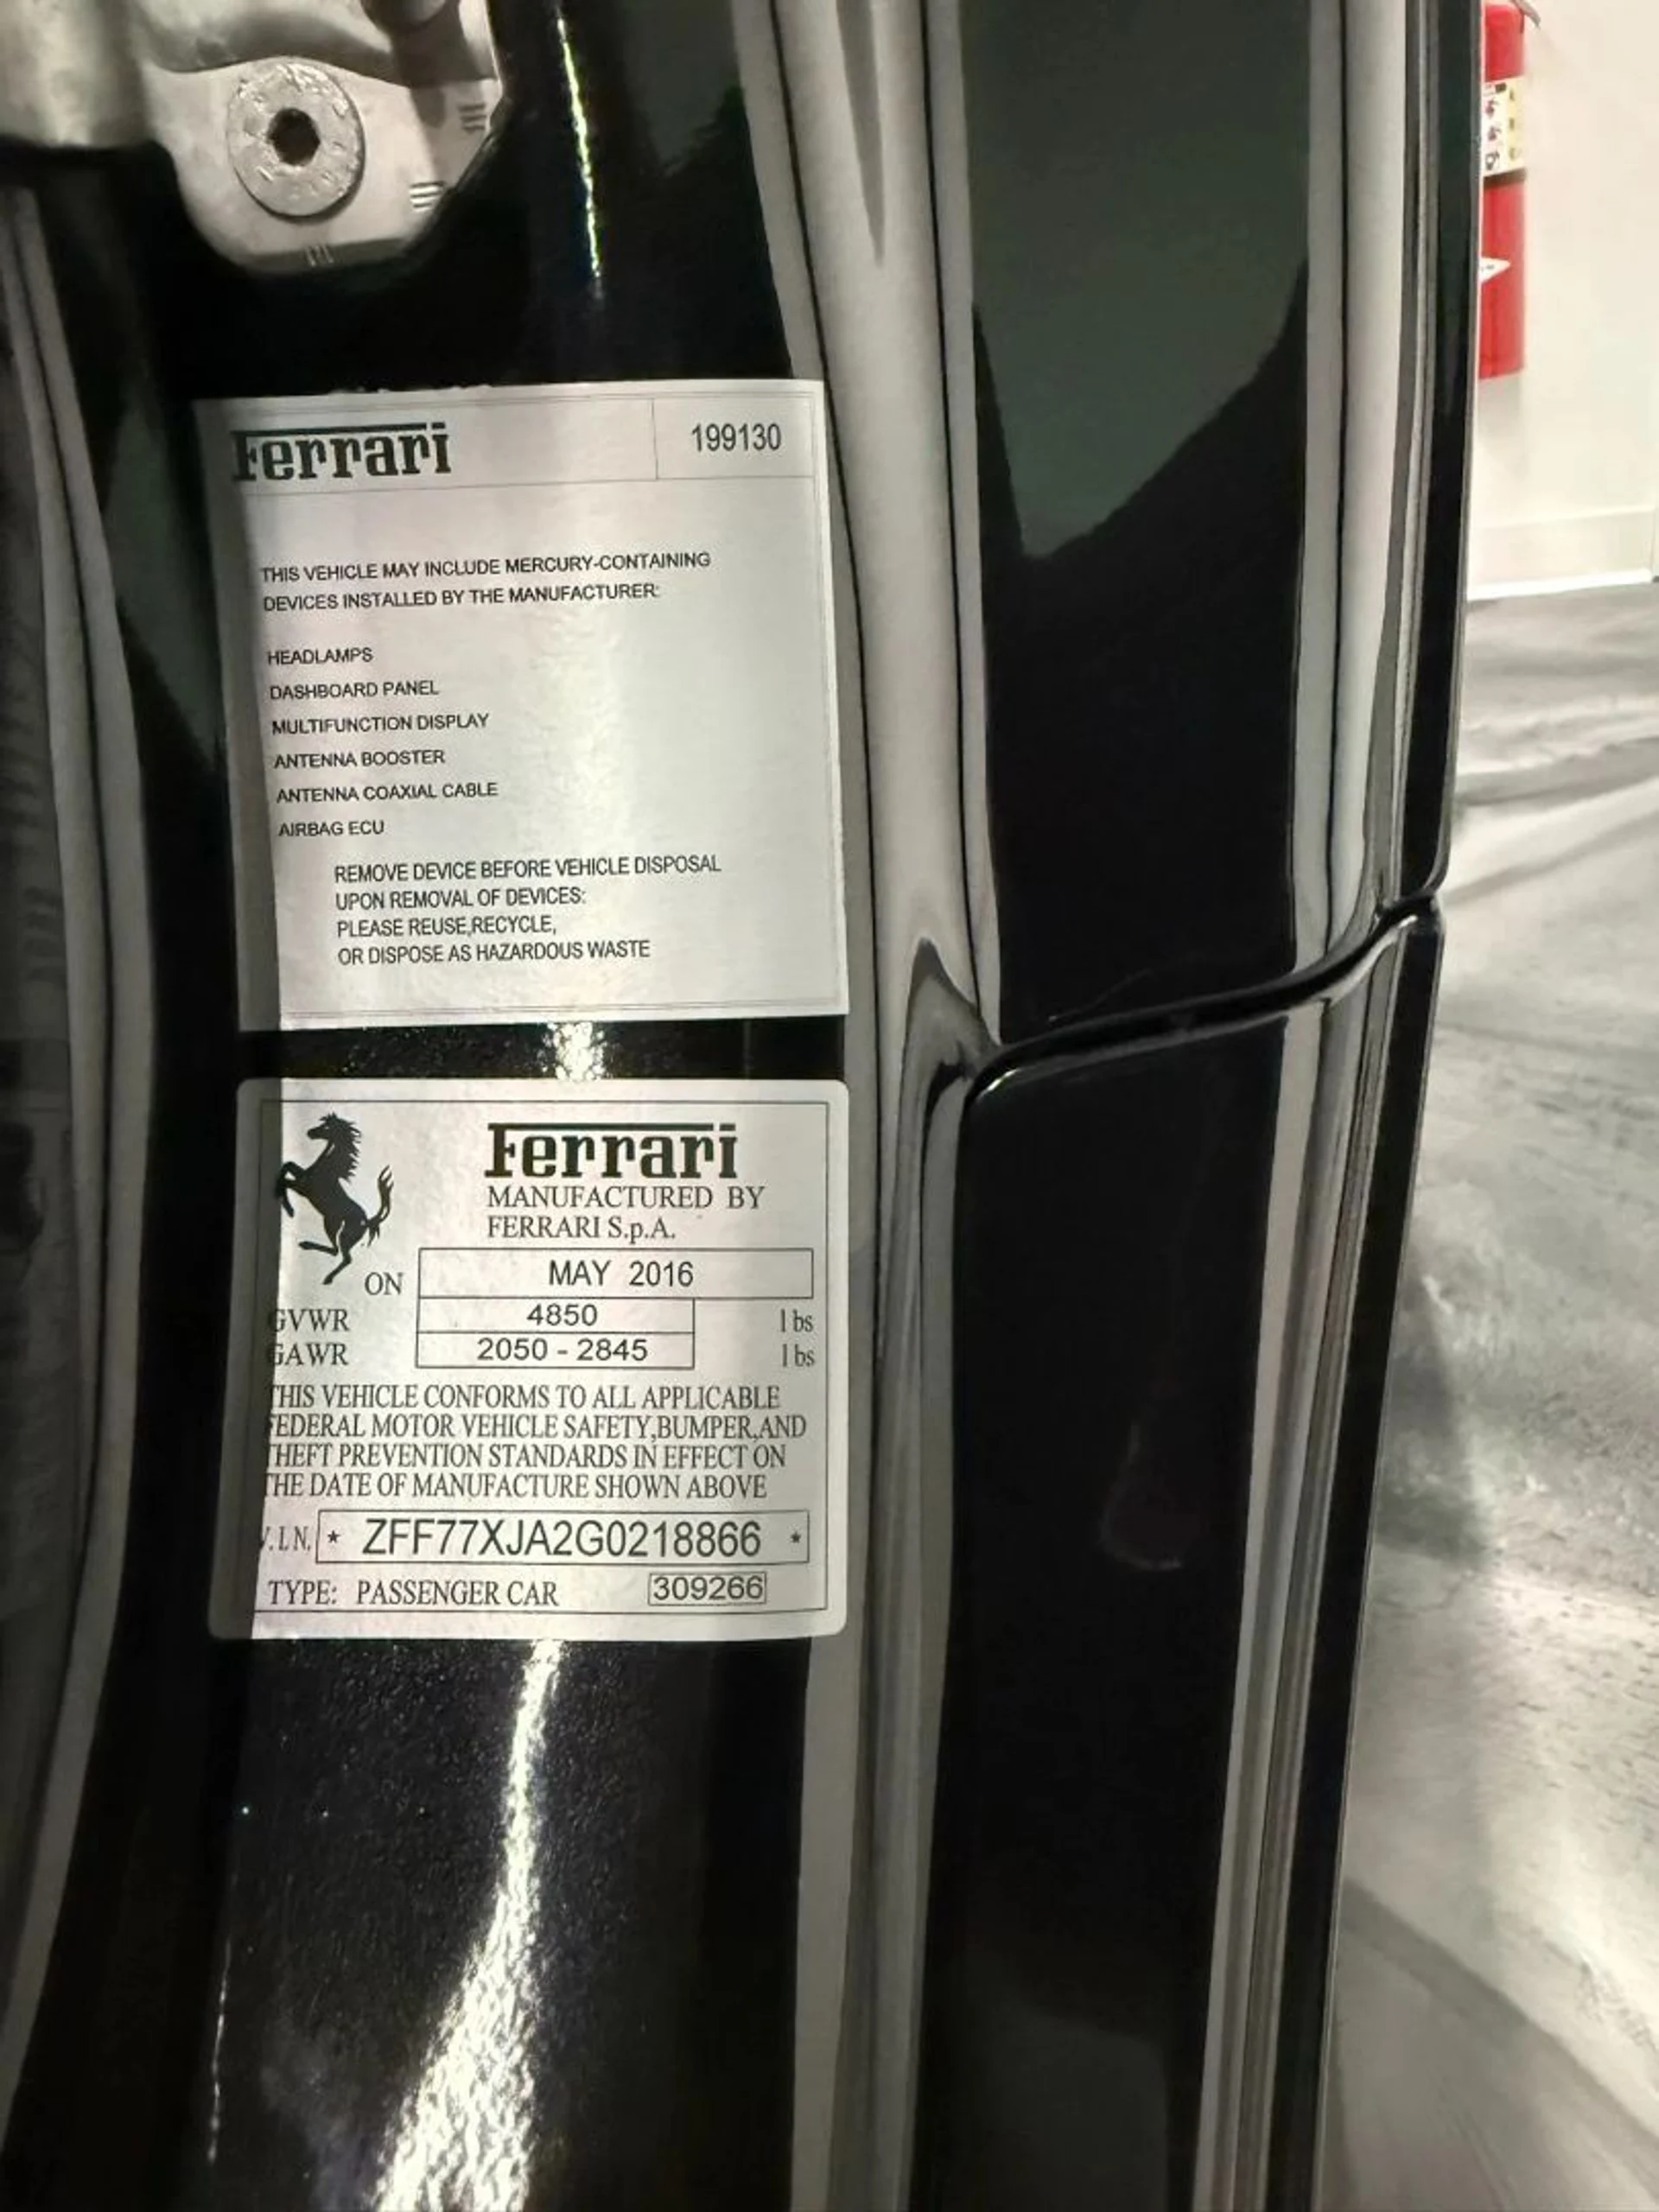 Ferrari 199130
THIS VEHICLE MAY INCLUDE MERCURY-CONTAINING
DEVICES INSTALLED BY THE MANUFACTURER:
HEADLAMPS
DASHBOARD PANEL
MULTIFUNCTION DISPLAY
ANTENNA BOOSTER
ANTENNA COAXIAL CABLE
AIRBAG ECU
REMOVE DEVICE BEFORE VEHICLE DISPOSAL
UPON REMOVAL OF DEVICES:
PLEASE REUSE,RECYCLE,
OR DISPOSE AS HAZARDOUS WASTE
Ferrari
MANUFACTURED BY
FERRARI S.p.A.
ON MAY 2016
GVWR 4850 lbs
GAWR 2050 - 2845 lbs
THIS VEHICLE CONFORMS TO ALL APPLICABLE
FEDERAL MOTOR VEHICLE SAFETY,BUMPER,AND
THEFT PREVENTION STANDARDS IN EFFECT ON
THE DATE OF MANUFACTURE SHOWN ABOVE
V.I.N. * ZFF77XJA2G0218866 *
TYPE: PASSENGER CAR 309266